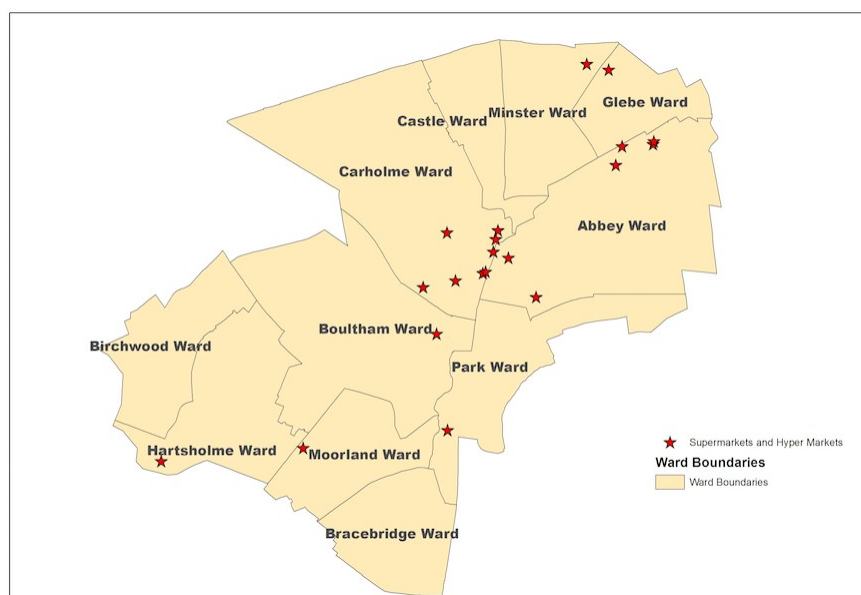 Castle Ward
Minster Ward
Glebe Ward
Carholme Ward
Abbey Ward
Boultham Ward
Birchwood Ward
Park Ward
Hartsholme Ward
Moorland Ward
Bracebridge Ward
Supermarkets and Hyper Markets
Ward Boundaries
Ward Boundaries